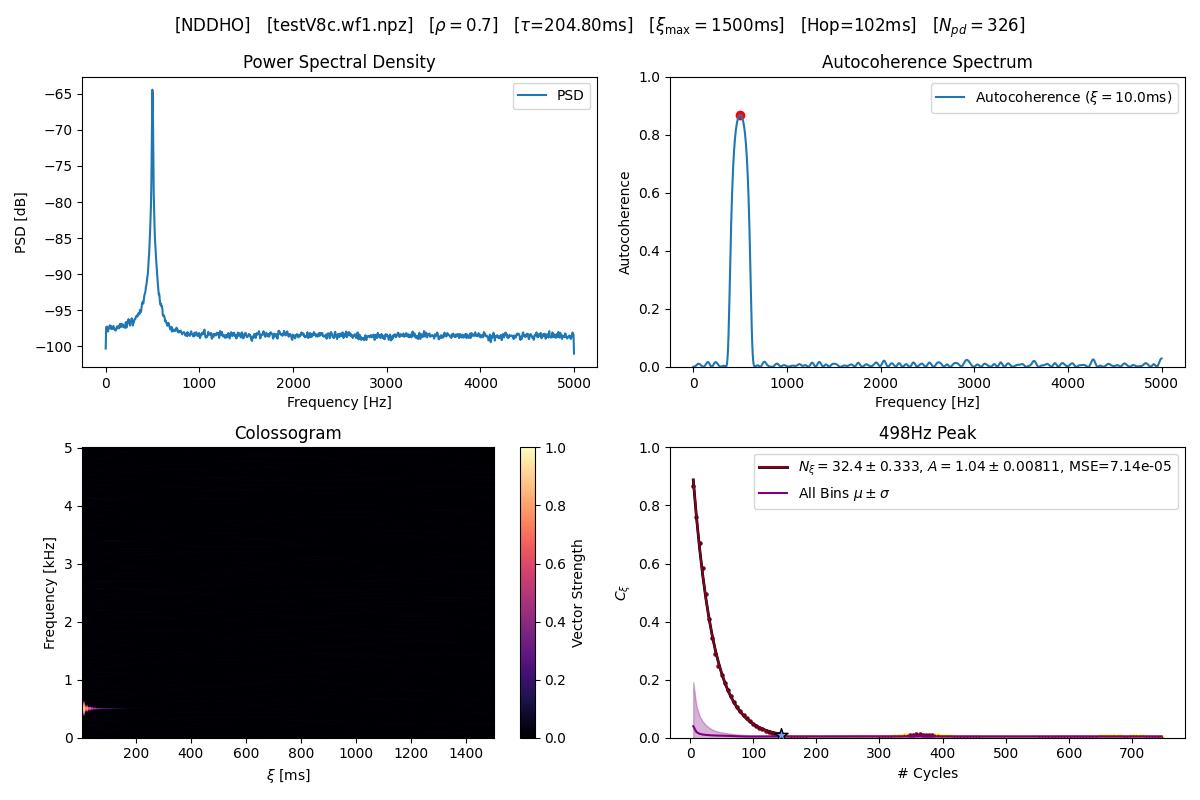 [NDDHO]   [testV8c.wf1.npz]   [ρ = 0.7]   [τ=204.80ms]   [ξmax = 1500ms]   [Hop=102ms]   [Npd = 326]
Power Spectral Density
PSD
−65
−70
−75
−80
−85
−90
−95
−100
PSD [dB]
0 1000 2000 3000 4000 5000
Frequency [Hz]
Autocoherence Spectrum
Autocoherence (ξ = 10.0ms)
1.0
0.8
0.6
0.4
0.2
0.0
Autocoherence
0 1000 2000 3000 4000 5000
Frequency [Hz]
Colossogram
5
4
3
2
1
0
Frequency [kHz]
200 400 600 800 1000 1200 1400
ξ [ms]
1.0
0.8
0.6
0.4
0.2
0.0
Vector Strength
498Hz Peak
Nξ = 32.4 ± 0.333, A = 1.04 ± 0.00811, MSE=7.14e-05
All Bins μ ± σ
1.0
0.8
0.6
0.4
0.2
0.0
Cξ
0 100 200 300 400 500 600 700
# Cycles